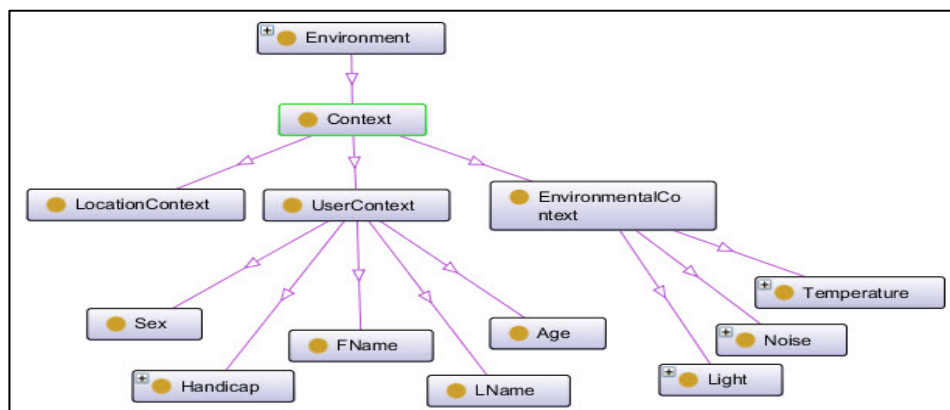 Environment
Context
LocationContext
UserContext
EnvironmentalCo
ntext
Temperature
Sex
Age
FName
Noise
Handicap
LName
Light